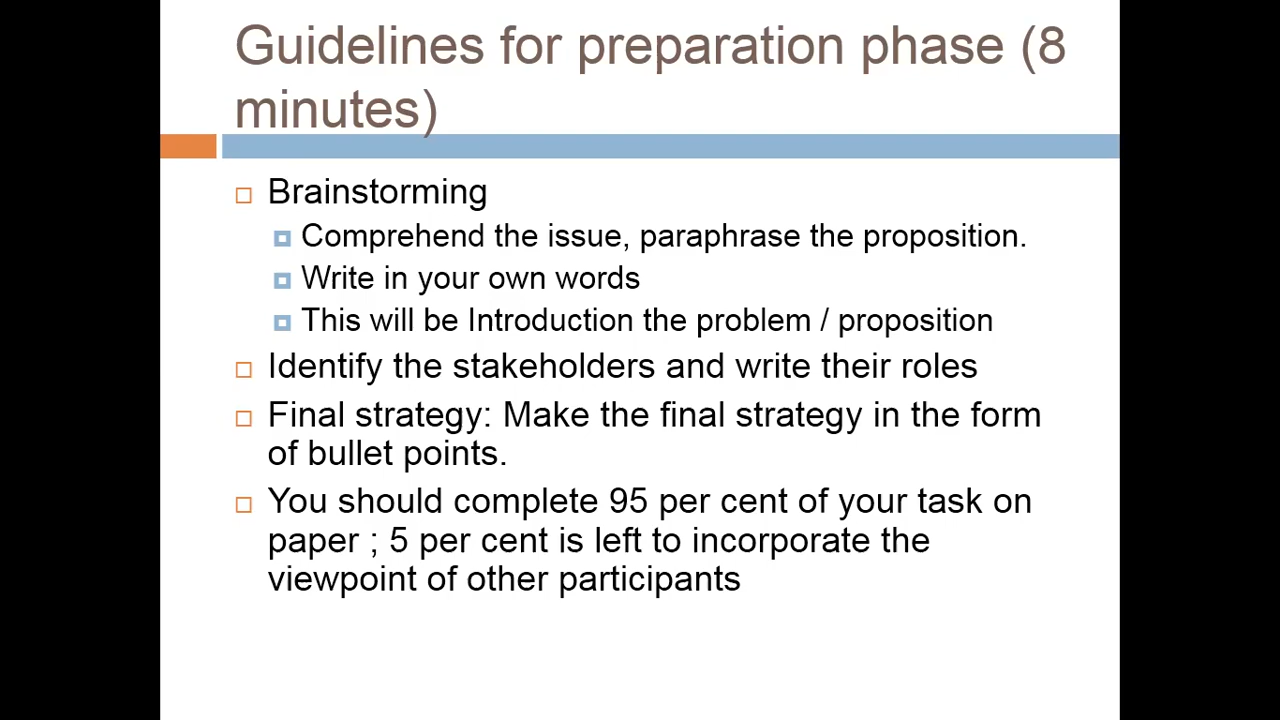 Guidelines for preparation phase (8
minutes)
Brainstorming
Comprehend the issue, paraphrase the proposition.
Write in your own words
This will be Introduction the problem / proposition
Identify the stakeholders and write their roles
Final strategy: Make the final strategy in the form
of bullet points.
You should complete 95 per cent of your task on
paper ; 5 per cent is left to incorporate the
viewpoint of other participants